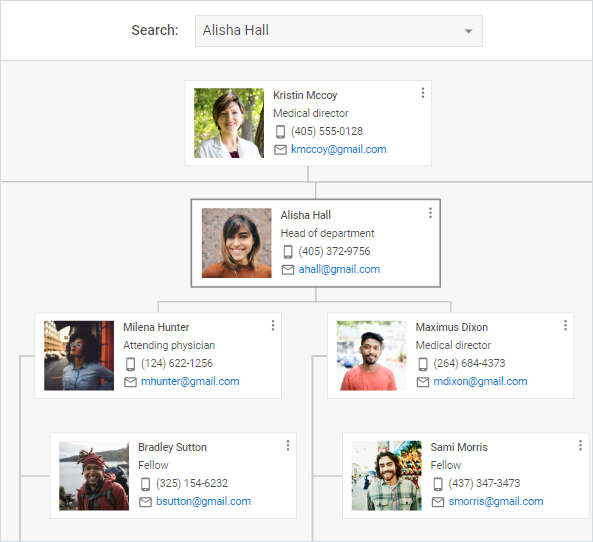 Search: Alisha Hall
Kristin Mccoy
Medical director
(405) 555-0128
kmccoy@gmail.com
Alisha Hall
Head of department
(405) 372-9756
ahall@gmail.com
Milena Hunter
Attending physician
(124) 622-1256
mhunter@gmail.com
Maximus Dixon
Medical director
(264) 684-4373
mdixon@gmail.com
Bradley Sutton
Fellow
(325) 154-6232
bsutton@gmail.com
Sami Morris
Fellow
(437) 347-3473
smorris@gmail.com